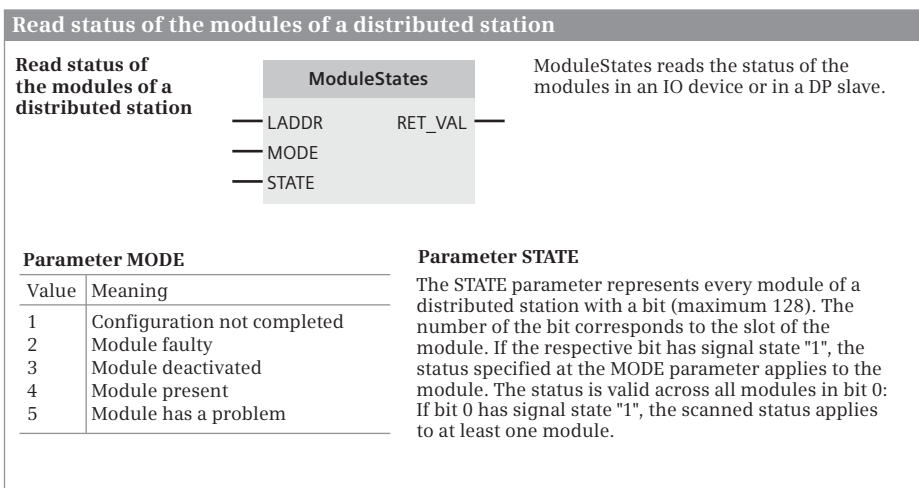 Read status of the modules of a distributed station
Read status of
the modules of a
distributed station
ModuleStates
LADDR RET_VAL
MODE
STATE
ModuleStates reads the status of the
modules in an IO device or in a DP slave.
Parameter MODE
Value Meaning
1 Configuration not completed
2 Module faulty
3 Module deactivated
4 Module present
5 Module has a problem
Parameter STATE
The STATE parameter represents every module of a
distributed station with a bit (maximum 128). The
number of the bit corresponds to the slot of the
module. If the respective bit has signal state "1", the
status specified at the MODE parameter applies to the
module. The status is valid across all modules in bit 0:
If bit 0 has signal state "1", the scanned status applies
to at least one module.